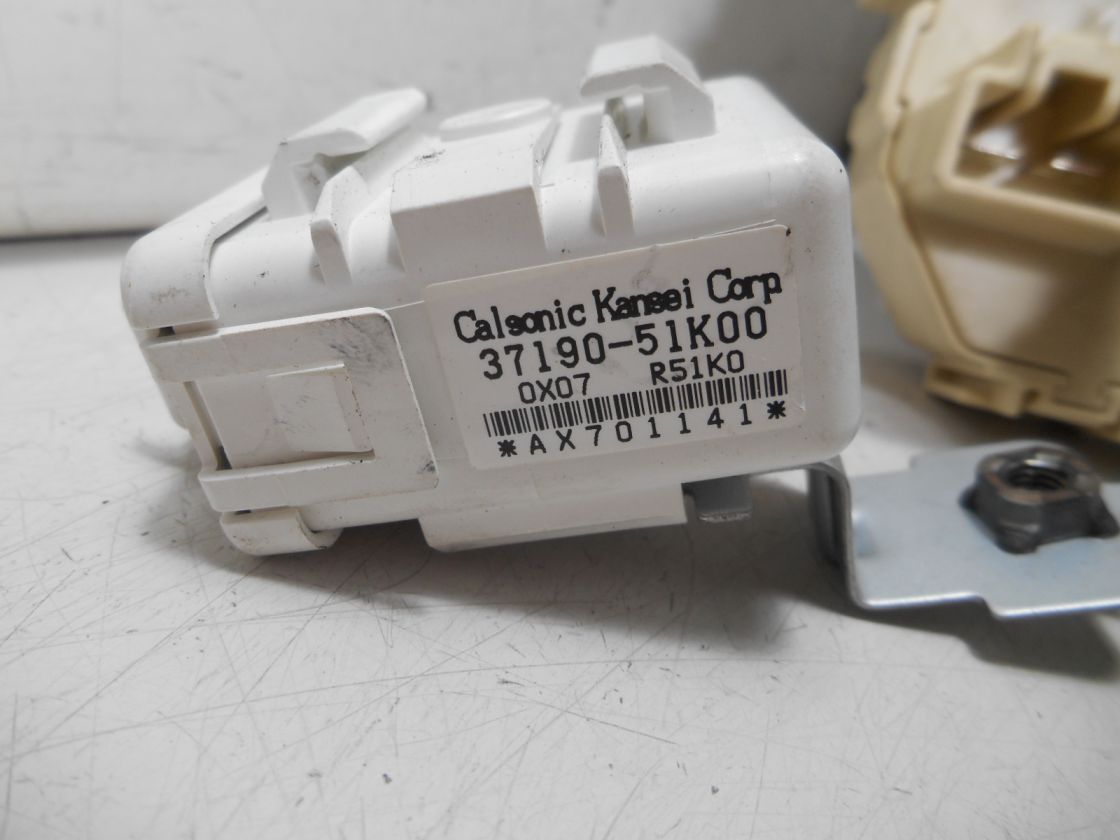 Calsonic Kansei Corp
37190-51K00
0X07 R51K0
*AX701141*